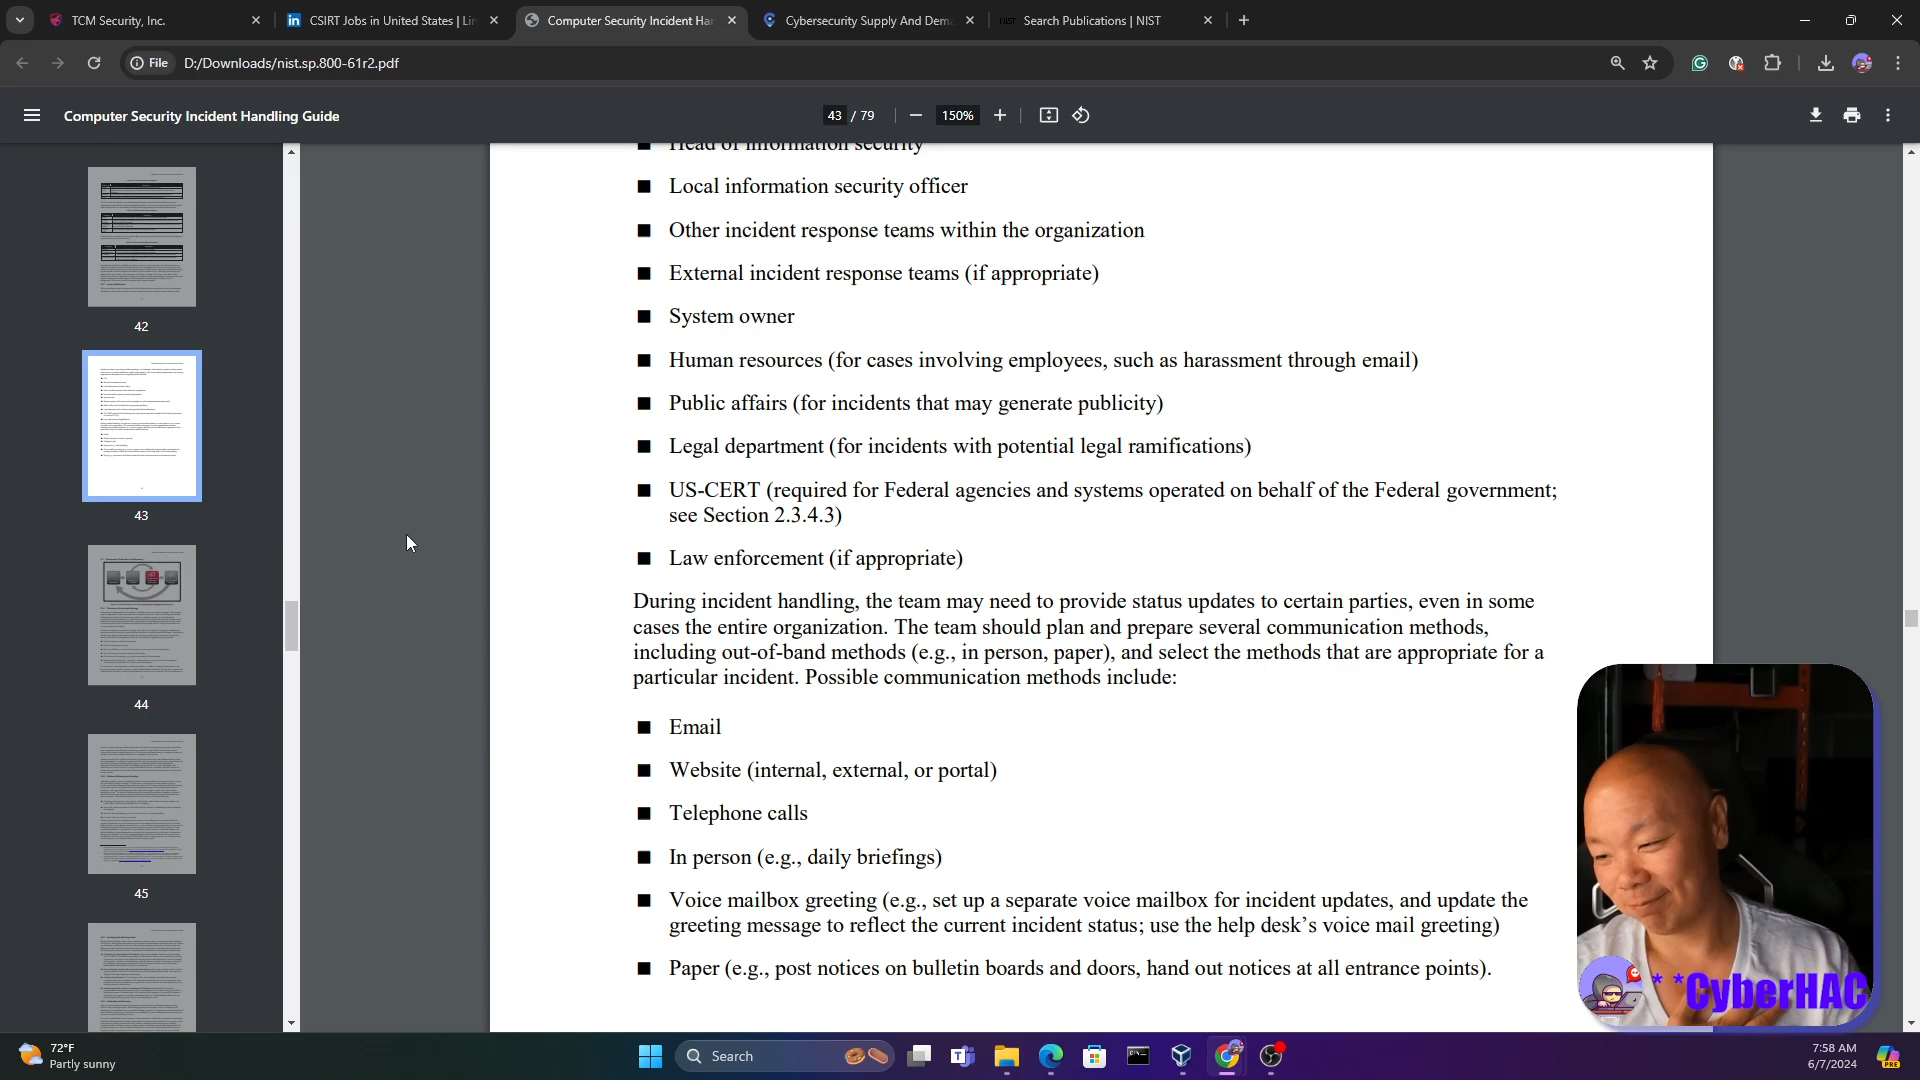 TCM Security, Inc.
CSIRT Jobs in United States | Lin
Computer Security Incident Har
Cybersecurity Supply And Dema
NIST Search Publications | NIST
File D:/Downloads/nist.sp.800-61r2.pdf
Computer Security Incident Handling Guide
43 / 79
150%
42
43
44
45
Head of information security
Local information security officer
Other incident response teams within the organization
External incident response teams (if appropriate)
System owner
Human resources (for cases involving employees, such as harassment through email)
Public affairs (for incidents that may generate publicity)
Legal department (for incidents with potential legal ramifications)
US-CERT (required for Federal agencies and systems operated on behalf of the Federal government;
see Section 2.3.4.3)
Law enforcement (if appropriate)
During incident handling, the team may need to provide status updates to certain parties, even in some
cases the entire organization. The team should plan and prepare several communication methods,
including out-of-band methods (e.g., in person, paper), and select the methods that are appropriate for a
particular incident. Possible communication methods include:
Email
Website (internal, external, or portal)
Telephone calls
In person (e.g., daily briefings)
Voice mailbox greeting (e.g., set up a separate voice mailbox for incident updates, and update the
greeting message to reflect the current incident status; use the help desk’s voice mail greeting)
Paper (e.g., post notices on bulletin boards and doors, hand out notices at all entrance points).
* *CyberHAC
72°F
Partly sunny
Search
7:58 AM
6/7/2024
PRE